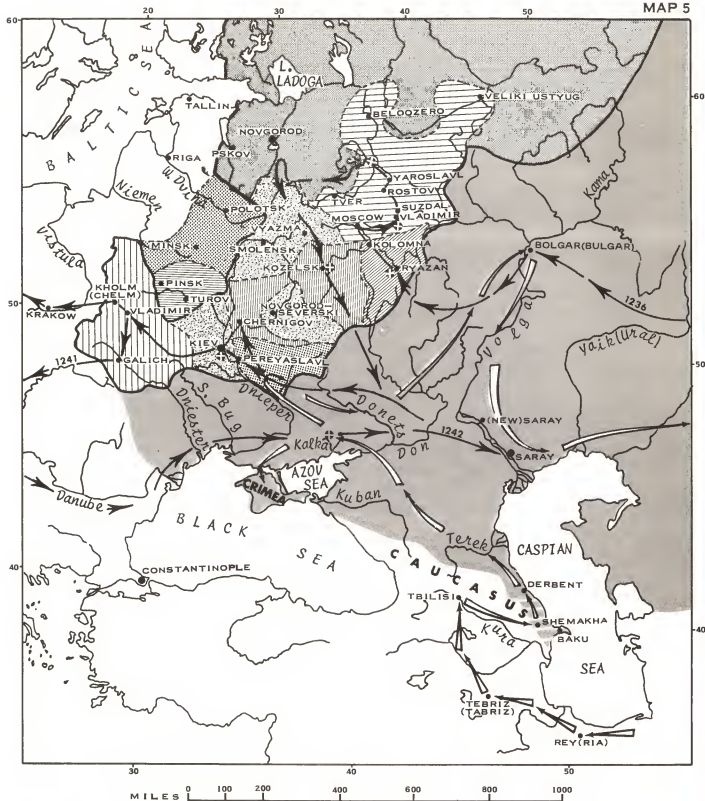 MAP 5
60
20
30
40
50
60
BALTIC SEA
L. LADOGA
TALLIN
NOVGOROD
PSKOV
RIGA
W Dvina
Niemen
Vistula
BELOOZERO
VELIKI USTYUG
YAROSLAVL
ROSTOV
TVER
SUZDAL
VLADIMIR
MOSCOW
POLOTSK
VYAZMA
MINSK
SMOLENSK
KOLOMNA
KOZELSK
RYAZAN
Kama
BOLGAR (BULGAR)
1236
Volga
Yaik (Ural)
PINSK
TUROV
KHOLM
(CHELM)
VLADIMIR
50
KRAKOW
NOVGOROD–
SEVERSK
CHERNIGOV
KIEV
PEREYASLAV
1241
GALICH
50
S. Bug
Dniester
Dnieper
Donets
Don
1242
(NEW) SARAY
SARAY
Kalka
AZOV
SEA
CRIMEA
Kuban
Danube
BLACK SEA
Terek
CASPIAN
SEA
CAUCASUS
DERBENT
40
CONSTANTINOPLE
TBILISI
SHEMAKHA
BAKU
40
Kura
TEBRIZ
(TABRIZ)
REY (RIA)
30
40
50
MILES 0 100 200 400 600 800 1000